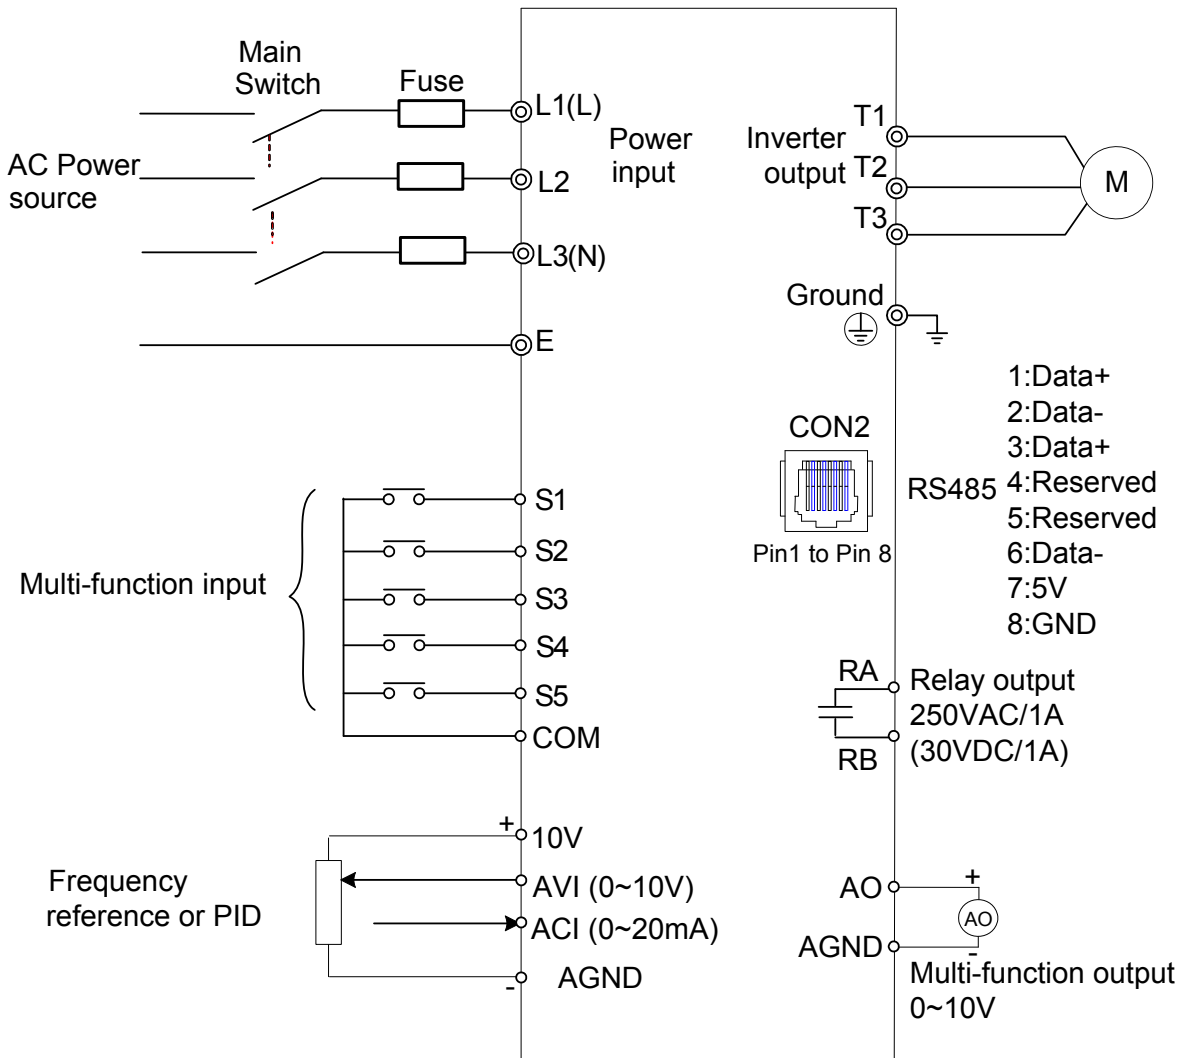 Main
Switch
Fuse
L1(L)
Power
input
Inverter
output
T1
T2
T3
M
AC Power
source
L2
L3(N)
E
Ground
CON2
Pin1 to Pin 8
RS485
1:Data+
2:Data-
3:Data+
4:Reserved
5:Reserved
6:Data-
7:5V
8:GND
Multi-function input
S1
S2
S3
S4
S5
COM
RA
RB
Relay output
250VAC/1A
(30VDC/1A)
Frequency
reference or PID
+
10V
AVI (0~10V)
ACI (0~20mA)
-
AGND
AO
AGND
+
AO
-
Multi-function output
0~10V